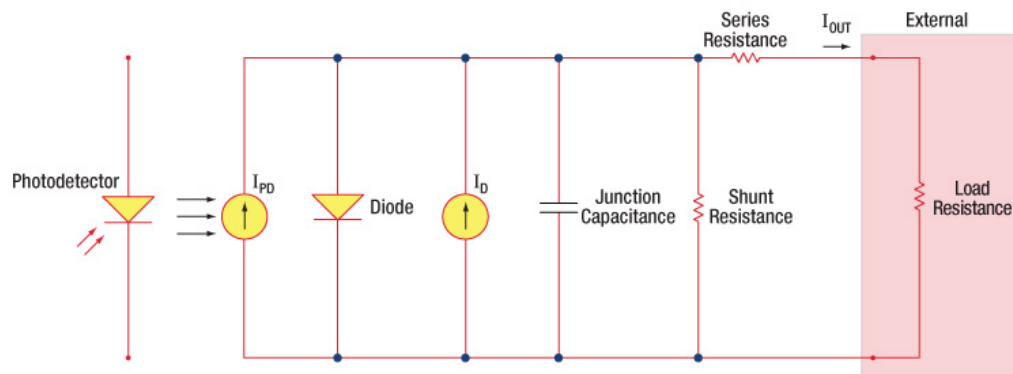 Series
Resistance
I_OUT
External
Photodetector
I_PD
Diode
I_D
Junction
Capacitance
Shunt
Resistance
Load
Resistance